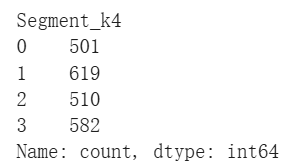 Segment_k4
0    501
1    619
2    510
3    582
Name: count, dtype: int64